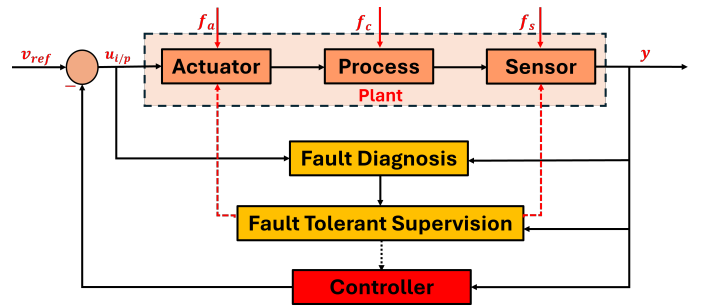 f_a
f_c
f_s
v_ref
u_i/p
Actuator
Process
Sensor
y
−
Plant
Fault Diagnosis
Fault Tolerant Supervision
Controller